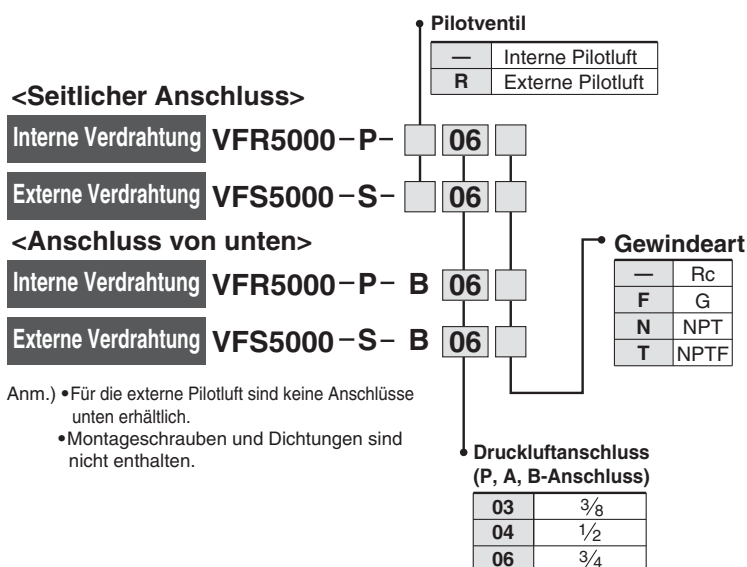 Pilotventil
— Interne Pilotluft
R Externe Pilotluft
<Seitlicher Anschluss>
Interne Verdrahtung VFR5000-P- 06
Externe Verdrahtung VFS5000-S- 06
<Anschluss von unten>
Interne Verdrahtung VFR5000-P- B 06
Externe Verdrahtung VFS5000-S- B 06
Gewindeart
— Rc
F G
N NPT
T NPTF
Anm.) •Für die externe Pilotluft sind keine Anschlüsse
unten erhältlich.
•Montageschrauben und Dichtungen sind
nicht enthalten.
Druckluftanschluss
(P, A, B-Anschluss)
03 3/8
04 1/2
06 3/4